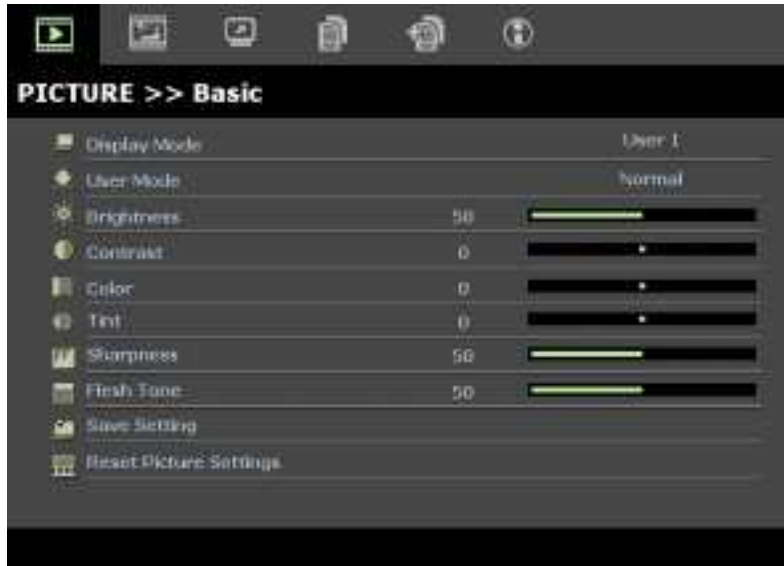 PICTURE >> Basic
Display Mode User 1
User Mode Normal
Brightness 50
Contrast 0
Color 0
Tint 0
Sharpness 50
Flesh Tone 50
Save Setting
Reset Picture Settings